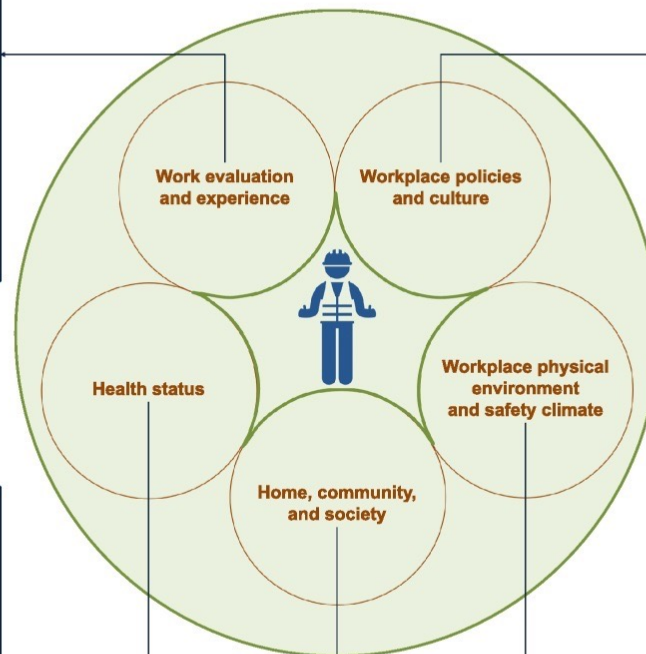 Work evaluation
and experience
Workplace policies
and culture
Health status
Workplace physical
environment
and safety climate
Home, community,
and society